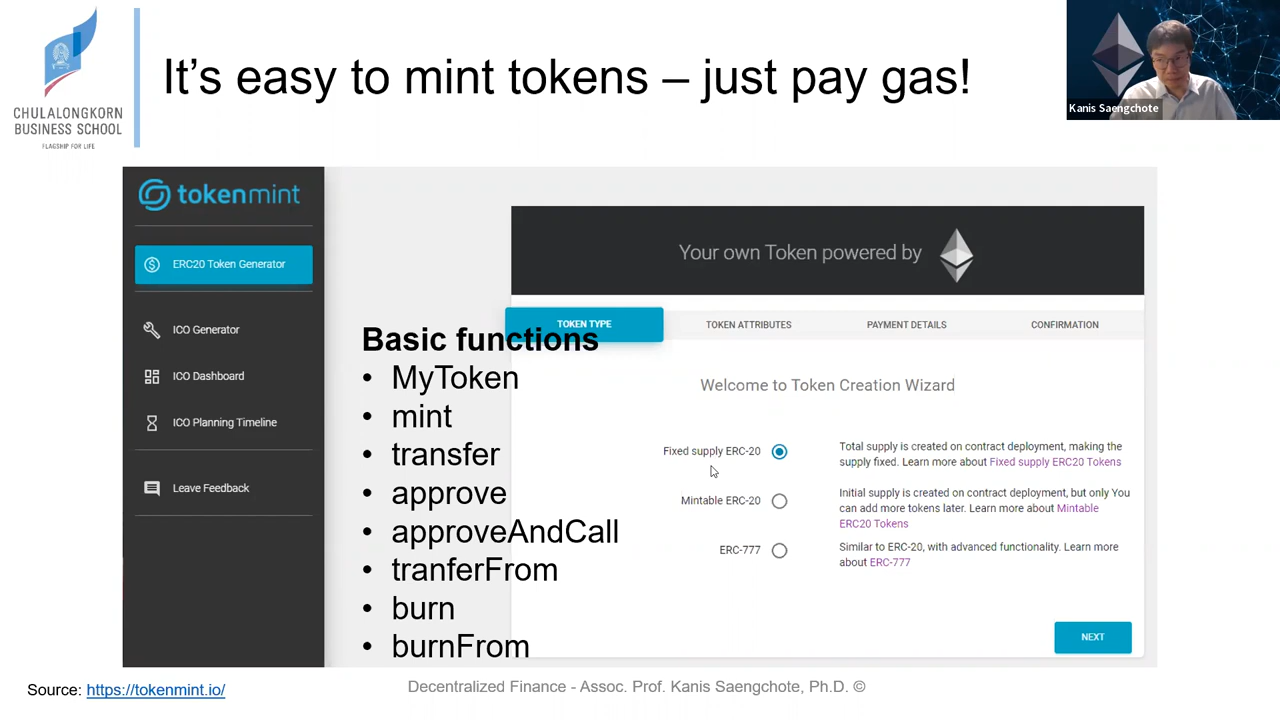 CHULALONGKORN
BUSINESS SCHOOL
FLAGSHIP FOR LIFE
It's easy to mint tokens – just pay gas!
Kanis Saengchote
tokenmint
ERC20 Token Generator
ICO Generator
ICO Dashboard
ICO Planning Timeline
Leave Feedback
Your own Token powered by
TOKEN TYPE
TOKEN ATTRIBUTES
PAYMENT DETAILS
CONFIRMATION
Welcome to Token Creation Wizard
Fixed supply ERC-20
Total supply is created on contract deployment, making the
supply fixed. Learn more about Fixed supply ERC20 Tokens
Mintable ERC-20
Initial supply is created on contract deployment, but only You
can add more tokens later. Learn more about Mintable
ERC20 Tokens
ERC-777
Similar to ERC-20, with advanced functionality. Learn more
about ERC-777
NEXT
Basic functions
• MyToken
• mint
• transfer
• approve
• approveAndCall
• tranferFrom
• burn
• burnFrom
Source: https://tokenmint.io/
Decentralized Finance - Assoc. Prof. Kanis Saengchote, Ph.D. ©